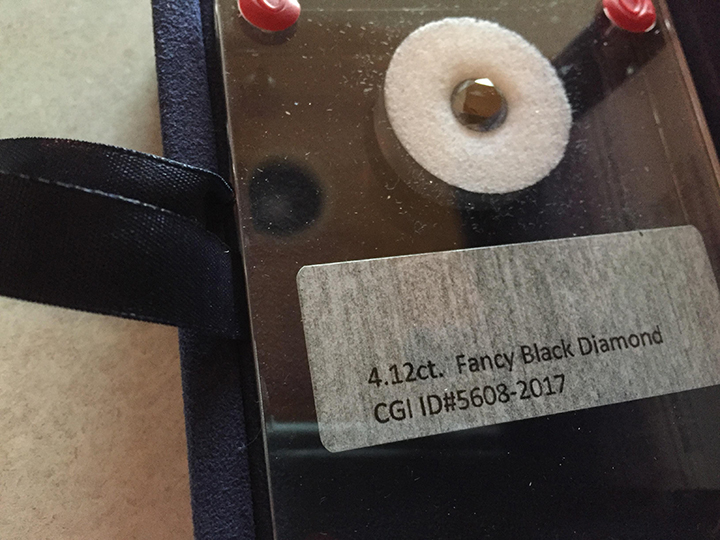 4.12ct. Fancy Black Diamond
CGI ID#5608-2017